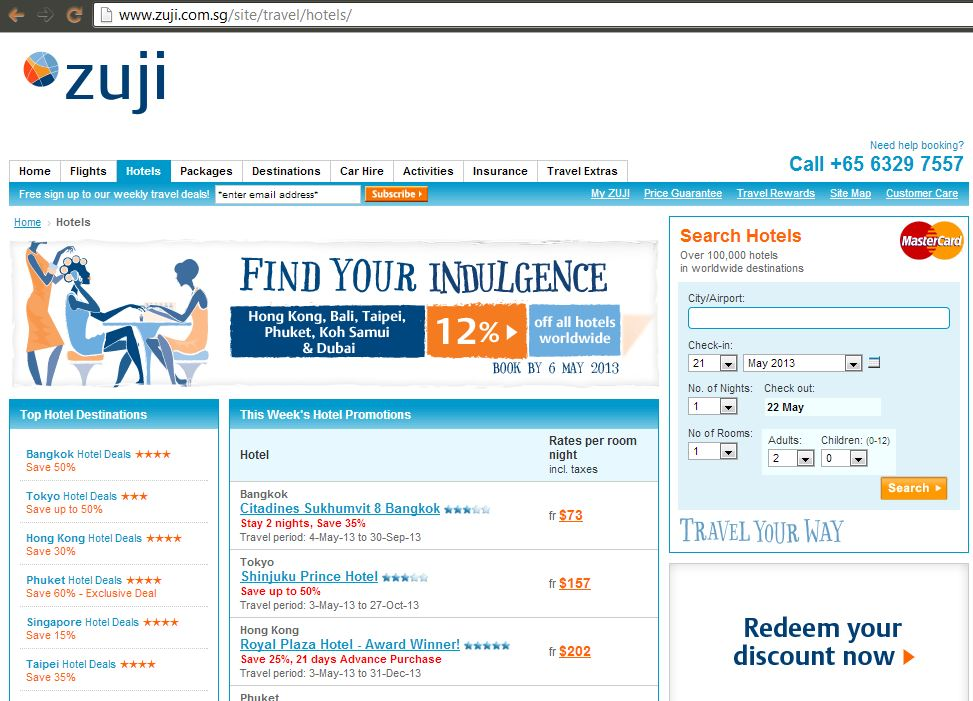 www.zuji.com.sg/site/travel/hotels/
zuji
Need help booking?
Call +65 6329 7557
Home Flights Hotels Packages Destinations Car Hire Activities Insurance Travel Extras
Free sign up to our weekly travel deals! *enter email address* Subscribe
My ZUJI Price Guarantee Travel Rewards Site Map Customer Care
Home › Hotels
FIND YOUR INDULGENCE
Hong Kong, Bali, Taipei,
Phuket, Koh Samui
& Dubai
12%
off all hotels
worldwide
BOOK BY 6 MAY 2013
Top Hotel Destinations
Bangkok Hotel Deals ★★★★
Save 50%
Tokyo Hotel Deals ★★★
Save up to 50%
Hong Kong Hotel Deals ★★★★
Save 30%
Phuket Hotel Deals ★★★★
Save 60% - Exclusive Deal
Singapore Hotel Deals ★★★★
Save 15%
Taipei Hotel Deals ★★★★
Save 35%
This Week's Hotel Promotions
Hotel
Rates per room
night
incl. taxes
Bangkok
Citadines Sukhumvit 8 Bangkok
Stay 2 nights, Save 35%
Travel period: 4-May-13 to 30-Sep-13
fr $73
Tokyo
Shinjuku Prince Hotel
Save up to 50%
Travel period: 3-May-13 to 27-Oct-13
fr $157
Hong Kong
Royal Plaza Hotel - Award Winner!
Save 25%, 21 days Advance Purchase
Travel period: 3-May-13 to 31-Dec-13
fr $202
Phuket
Search Hotels
Over 100,000 hotels
in worldwide destinations
MasterCard
City/Airport:
Check-in:
21 May 2013
No. of Nights: Check out:
1 22 May
No of Rooms: Adults: Children: (0-12)
1 2 0
Search
TRAVEL YOUR WAY
Redeem your
discount now